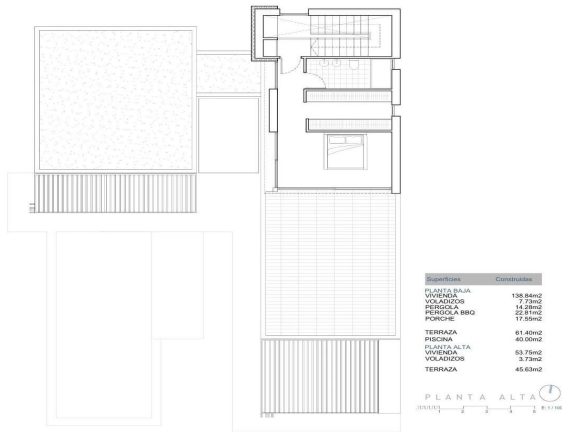 Superficies Construidas
PLANTA BAJA
VIVIENDA 138.84m2
VOLADIZOS 7.73m2
PERGOLA 14.28m2
PERGOLA BBQ 22.81m2
PORCHE 17.55m2
TERRAZA 61.40m2
PISCINA 40.00m2
PLANTA ALTA
VIVIENDA 53.75m2
VOLADIZOS 3.73m2
TERRAZA 45.63m2
PLANTA ALTA
1 2 3 4 5 E: 1 / 100